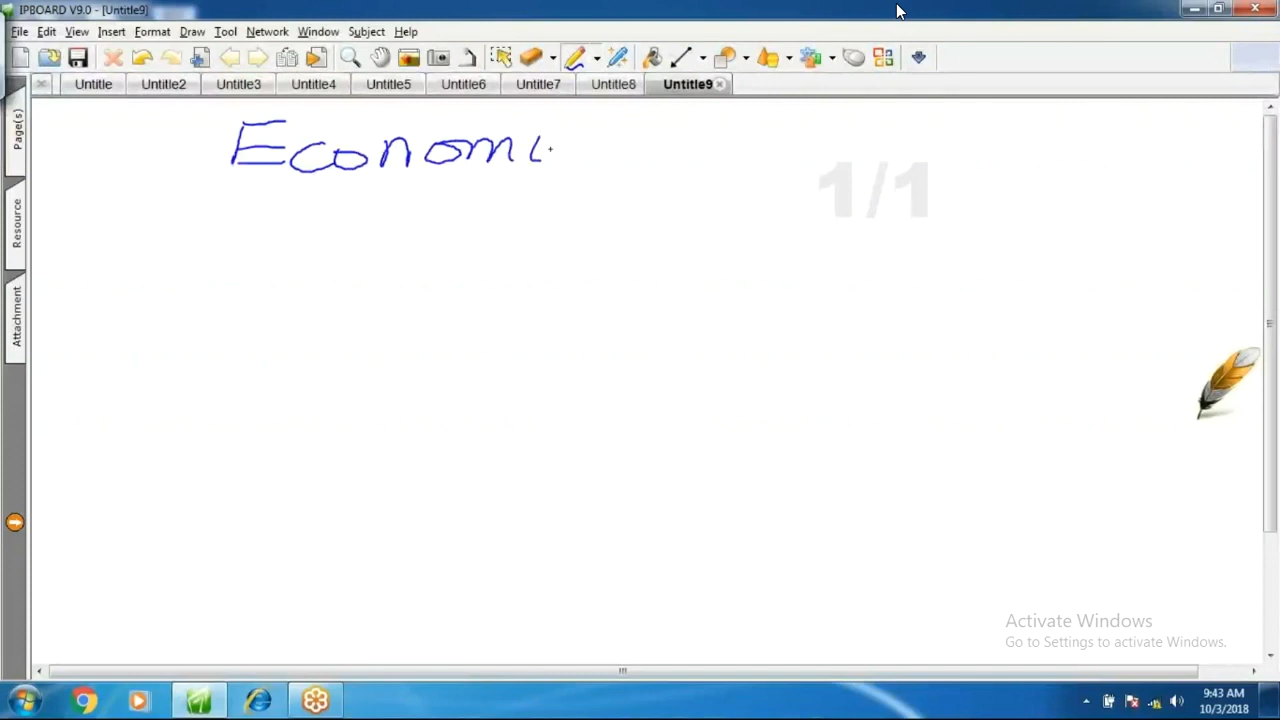 IPBOARD V9.0 - [Untitle9]
File Edit View Insert Format Draw Tool Network Window Subject Help
Untitle Untitle2 Untitle3 Untitle4 Untitle5 Untitle6 Untitle7 Untitle8 Untitle9
Page(s)
Resource
Attachment
Economi
1/1
Activate Windows
Go to Settings to activate Windows.
9:43 AM
10/3/2018